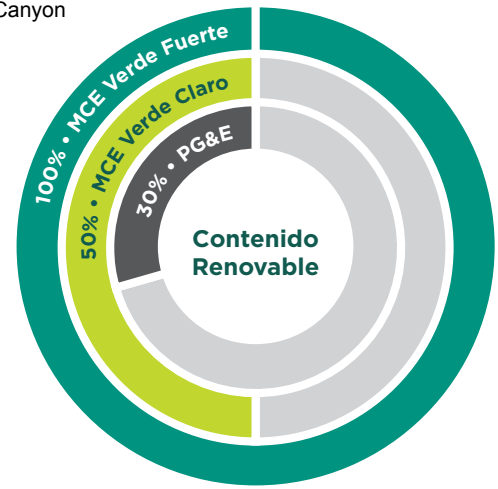 Canyon
100% • MCE Verde Fuerte
50% • MCE Verde Claro
30% • PG&E
Contenido
Renovable